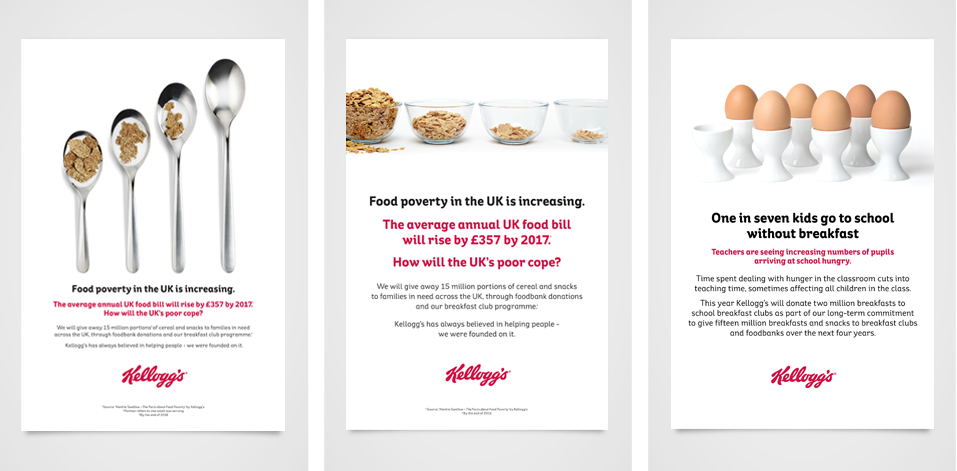 Food poverty in the UK is increasing.
The average annual UK food bill will rise by £357 by 2017.
How will the UK's poor cope?
We will give away 15 million portions of cereal and snacks to families in need
across the UK, through foodbank donations and our breakfast club programme.
Kellogg's has always believed in helping people - we were founded on it.
Kellogg's
Food poverty in the UK is increasing.
The average annual UK food bill
will rise by £357 by 2017.
How will the UK's poor cope?
We will give away 15 million portions of cereal and snacks
to families in need across the UK, through foodbank donations
and our breakfast club programme.
Kellogg's has always believed in helping people -
we were founded on it.
Kellogg's
One in seven kids go to school
without breakfast
Teachers are seeing increasing numbers of pupils
arriving at school hungry.
Time spent dealing with hunger in the classroom cuts into
teaching time, sometimes affecting all children in the class.
This year Kellogg's will donate two million breakfasts to
school breakfast clubs as part of our long-term commitment
to give fifteen million breakfasts and snacks to breakfast clubs
and foodbanks over the next four years.
Kellogg's